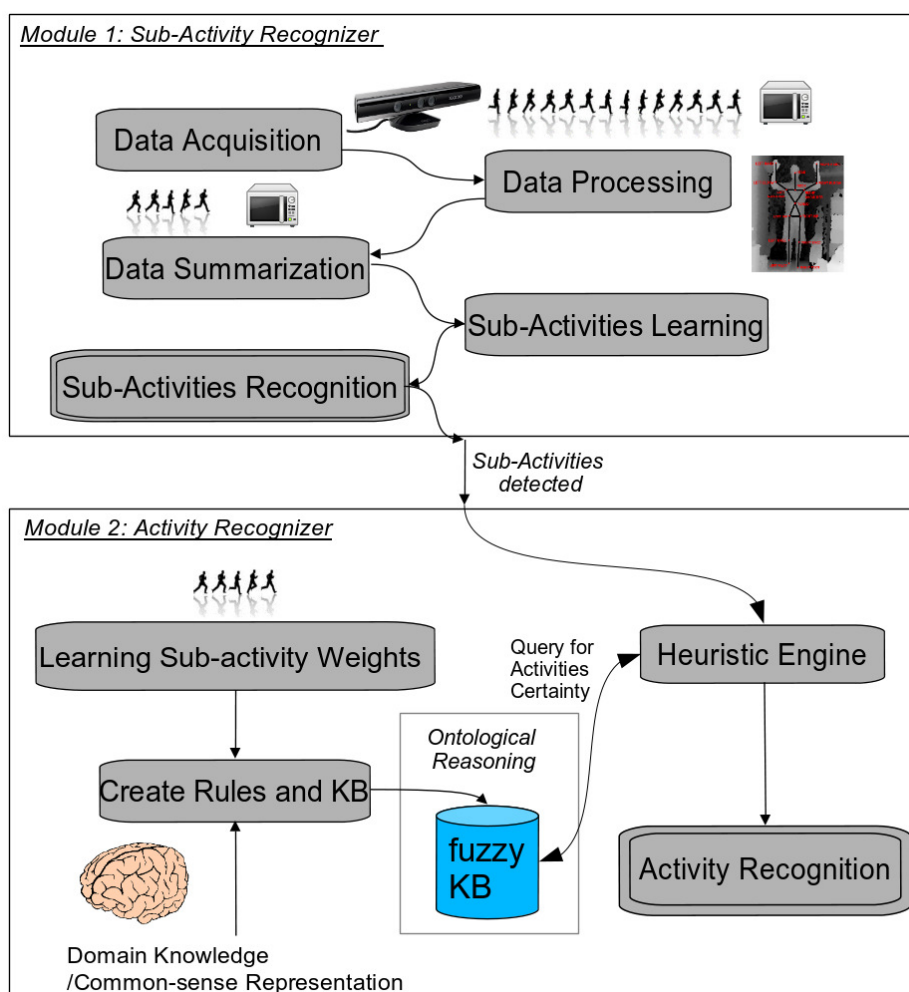 Module 1: Sub-Activity Recognizer
Data Acquisition
Data Processing
Data Summarization
Sub-Activities Learning
Sub-Activities Recognition
Sub-Activities
detected
Module 2: Activity Recognizer
Learning Sub-activity Weights
Query for
Activities
Certainty
Heuristic Engine
Ontological
Reasoning
Create Rules and KB
fuzzy
KB
Activity Recognition
Domain Knowledge
/Common-sense Representation